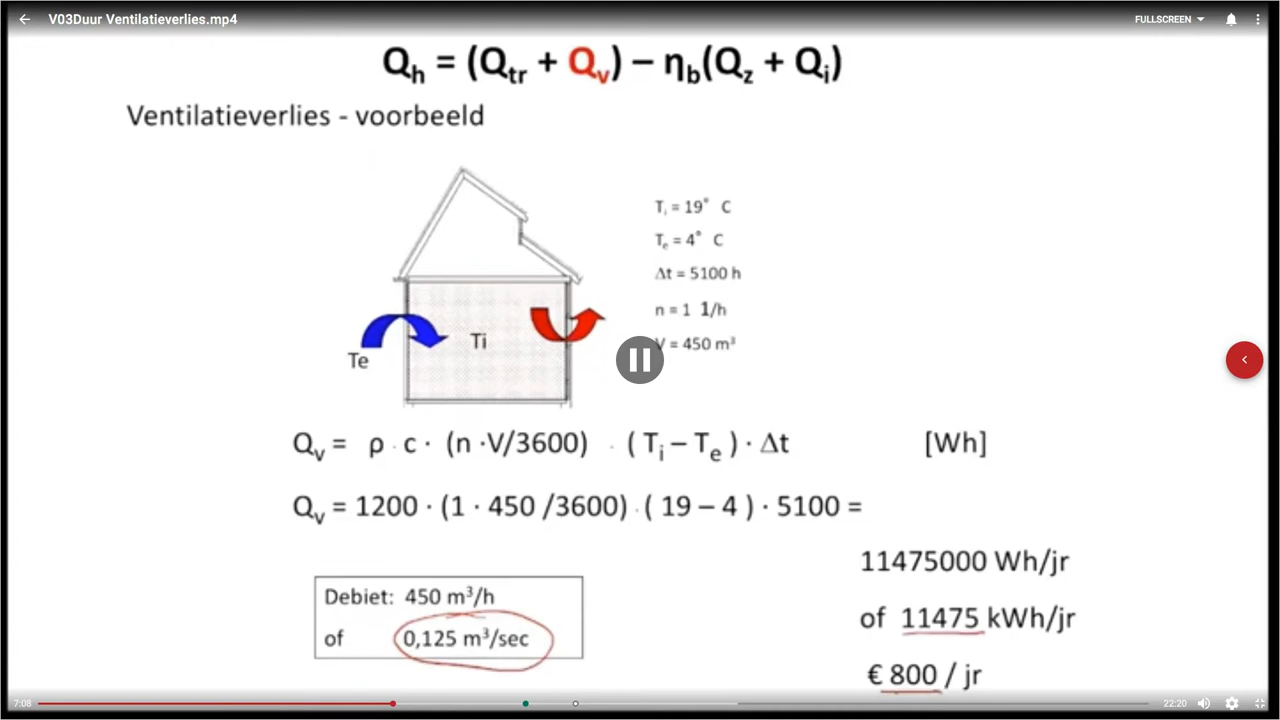 V03Duur Ventilatieverlies.mp4
FULLSCREEN
Qh = (Qtr + Qv) – ηb(Qz + Qi)
Ventilatieverlies - voorbeeld
Ti = 19° C
Te = 4° C
Δt = 5100 h
n = 1 1/h
V = 450 m³
Ti
Te
Qv = ρ · c · (n ·V/3600) · ( Ti – Te ) · Δt [Wh]
Qv = 1200 · (1 · 450 /3600) · ( 19 – 4 ) · 5100 =
11475000 Wh/jr
of 11475 kWh/jr
€ 800 / jr
Debiet: 450 m³/h
of 0,125 m³/sec
7:08
22:20